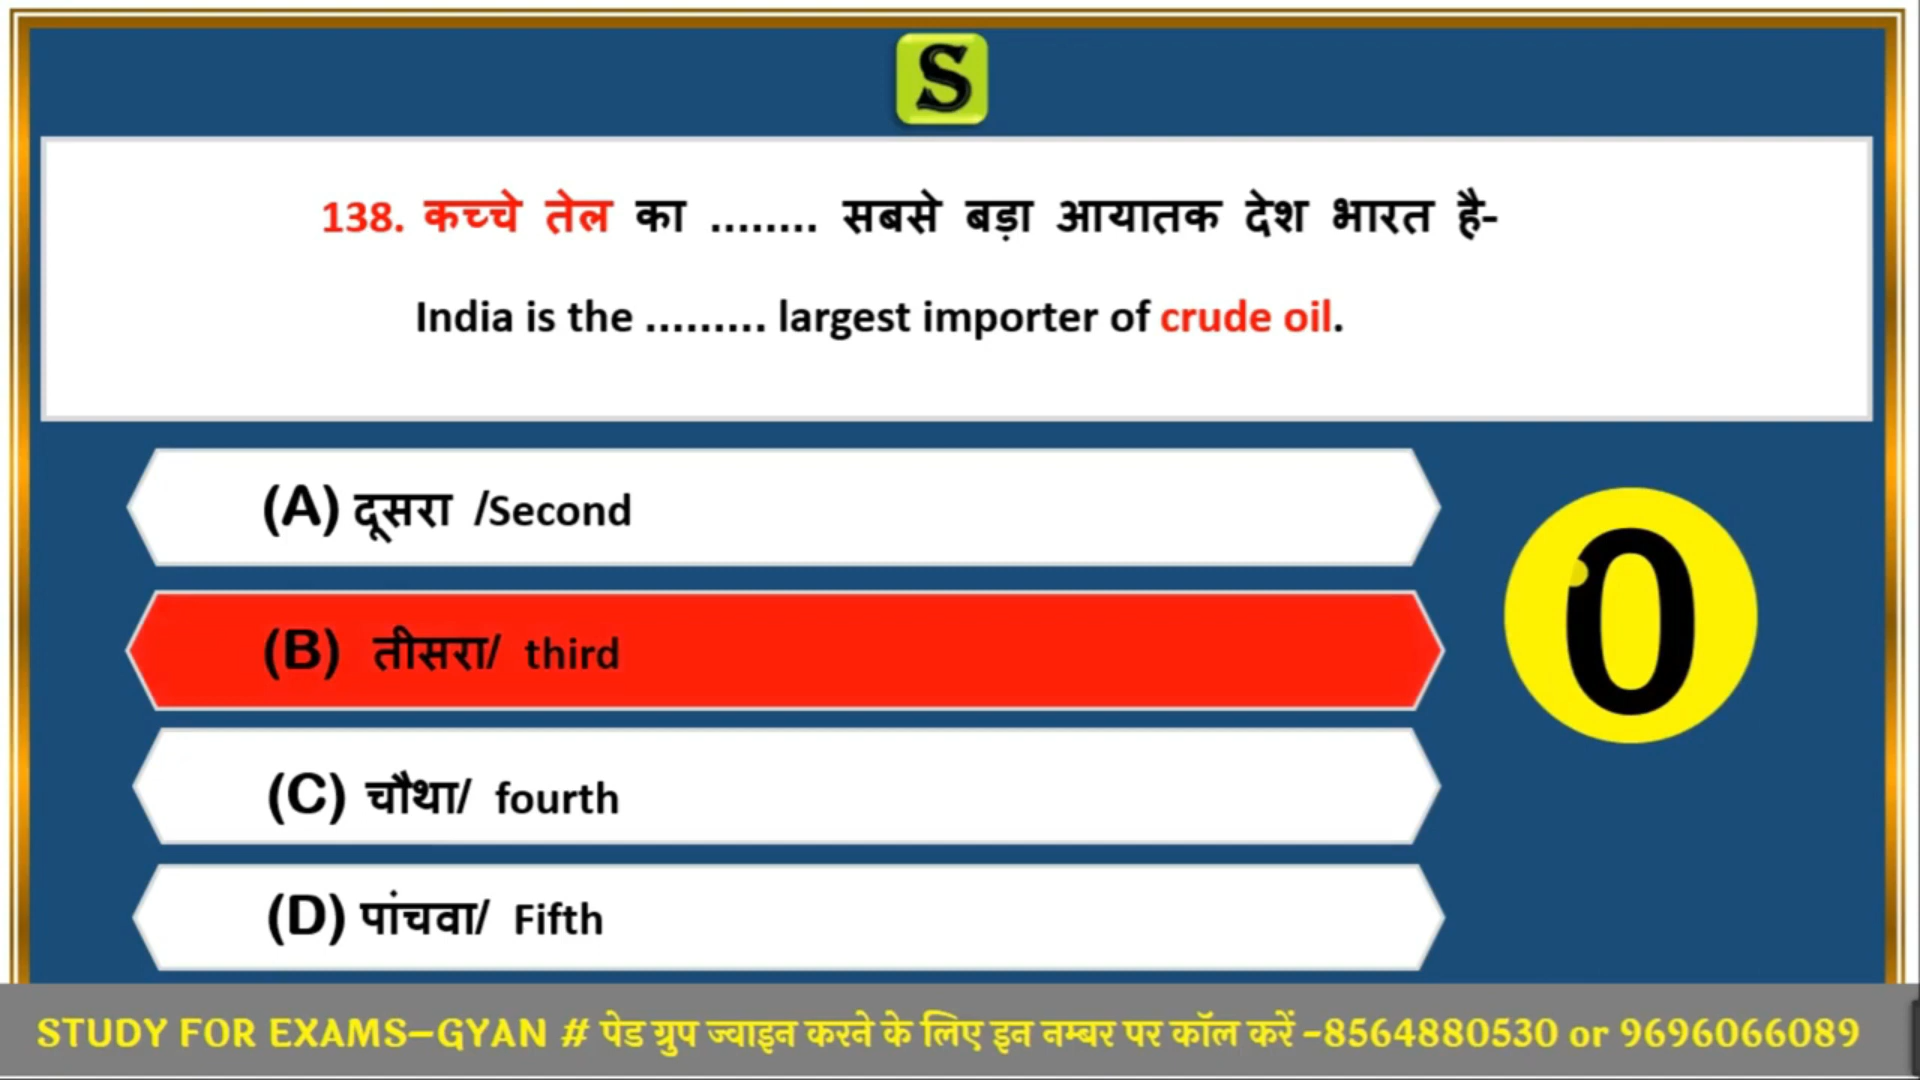 S
138. कच्चे तेल का ........ सबसे बड़ा आयातक देश भारत है-
India is the ......... largest importer of crude oil.
(A) दूसरा /Second
(B) तीसरा/ third
0
(C) चौथा/ fourth
(D) पांचवा/ Fifth
STUDY FOR EXAMS–GYAN # पेड ग्रुप ज्वाइन करने के लिए इन नम्बर पर कॉल करें -8564880530 or 9696066089